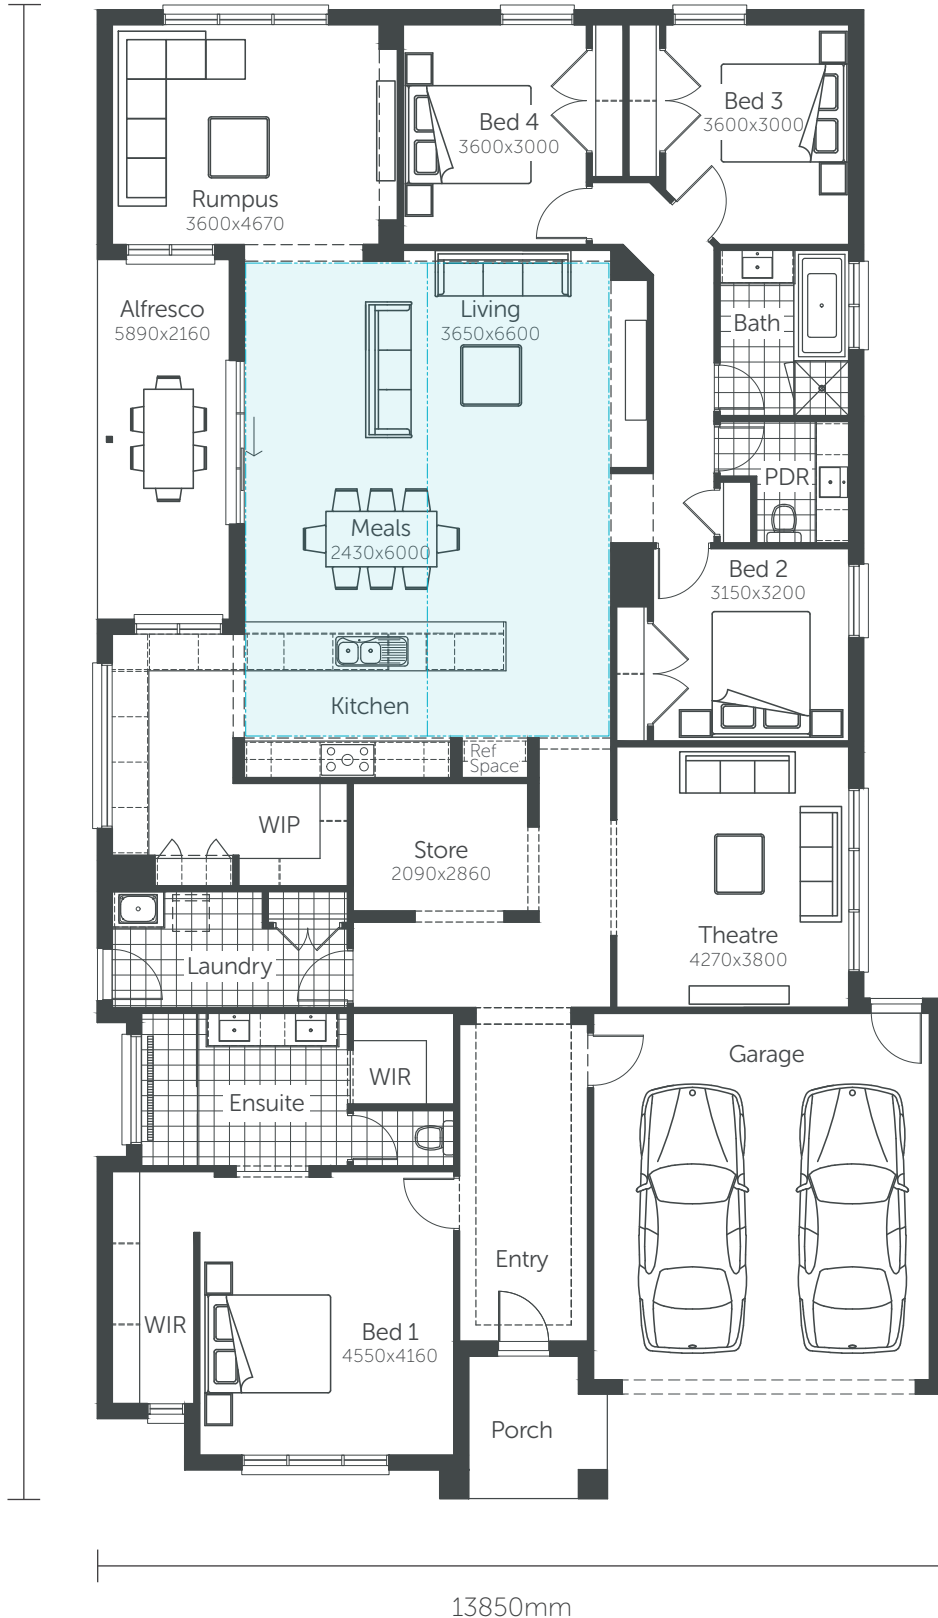 Bed 3
3600x3000
Bed 4
3600x3000
Rumpus
3600x4670
Alfresco
5890x2160
Living
3650x6600
Bath
PDR
Meals
2430x6000
Bed 2
3150x3200
Kitchen
Ref
Space
WIP
Store
2090x2860
Theatre
4270x3800
Laundry
Garage
WIR
Ensuite
Entry
WIR
Bed 1
4550x4160
Porch
13850mm